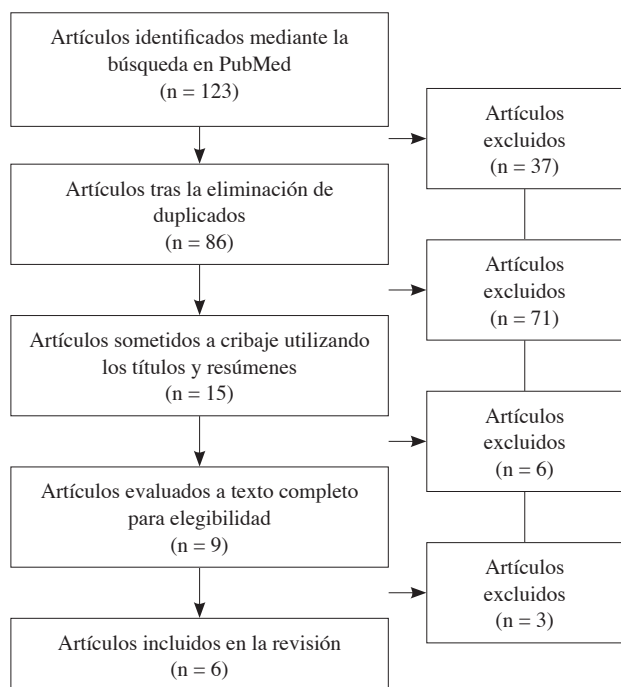 Artículos identificados mediante la
búsqueda en PubMed
(n = 123)
Artículos
excluidos
(n = 37)
Artículos tras la eliminación de
duplicados
(n = 86)
Artículos
excluidos
(n = 71)
Artículos sometidos a cribaje utilizando
los títulos y resúmenes
(n = 15)
Artículos
excluidos
(n = 6)
Artículos evaluados a texto completo
para elegibilidad
(n = 9)
Artículos
excluidos
(n = 3)
Artículos incluidos en la revisión
(n = 6)